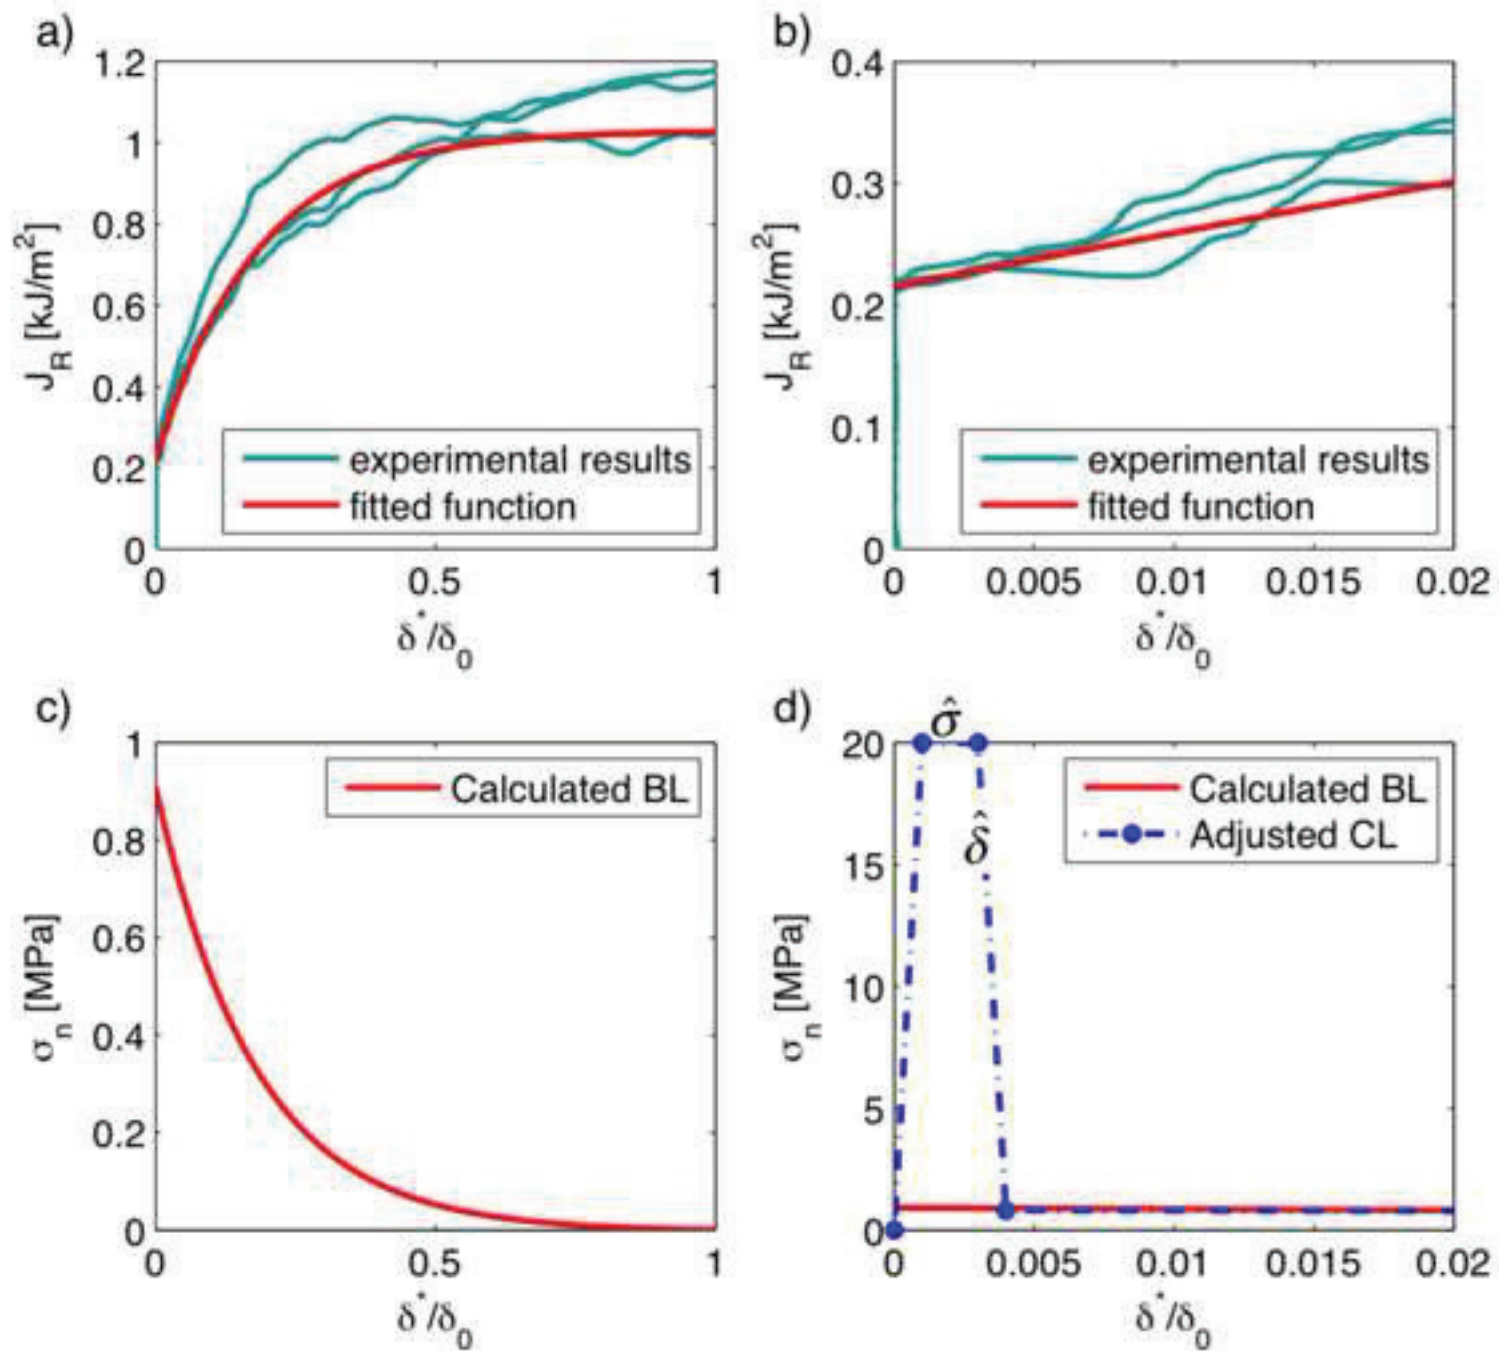 a)
1.2
1
0.8
0.6
0.4
0.2
0
J_R [kJ/m²]
experimental results
fitted function
0 0.5 1
δ*/δ₀
b)
0.4
0.3
0.2
0.1
0
J_R [kJ/m²]
experimental results
fitted function
0 0.005 0.01 0.015 0.02
δ*/δ₀
c)
1
0.8
0.6
0.4
0.2
0
σₙ [MPa]
Calculated BL
0 0.5 1
δ*/δ₀
d)
σ̂
20
15
10
5
0
σₙ [MPa]
Calculated BL
Adjusted CL
δ̂
0 0.005 0.01 0.015 0.02
δ*/δ₀